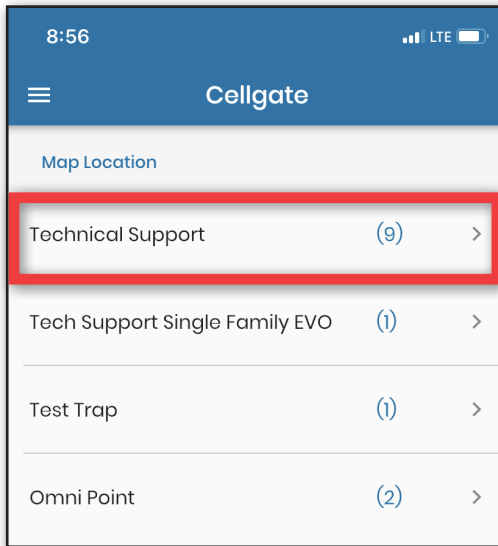 8:56 LTE
Cellgate
Map Location
Technical Support (9)
Tech Support Single Family EVO (1)
Test Trap (1)
Omni Point (2)